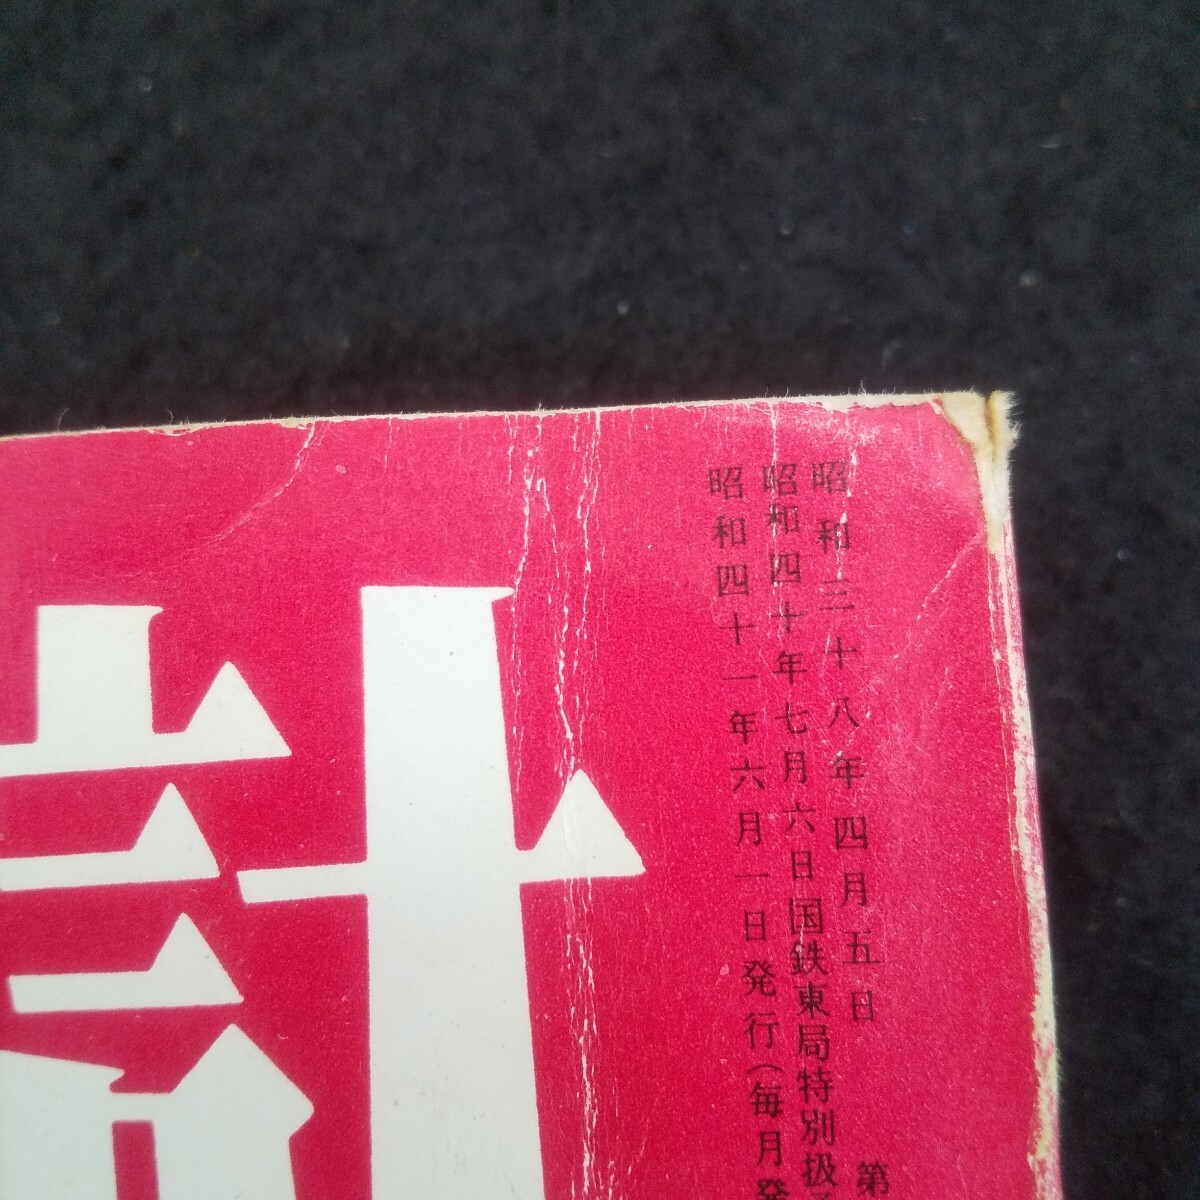 昭和二十八年四月五日 第
昭和四十年七月六日国鉄東局特別扱
昭和四十一年六月一日発行(毎月発
計